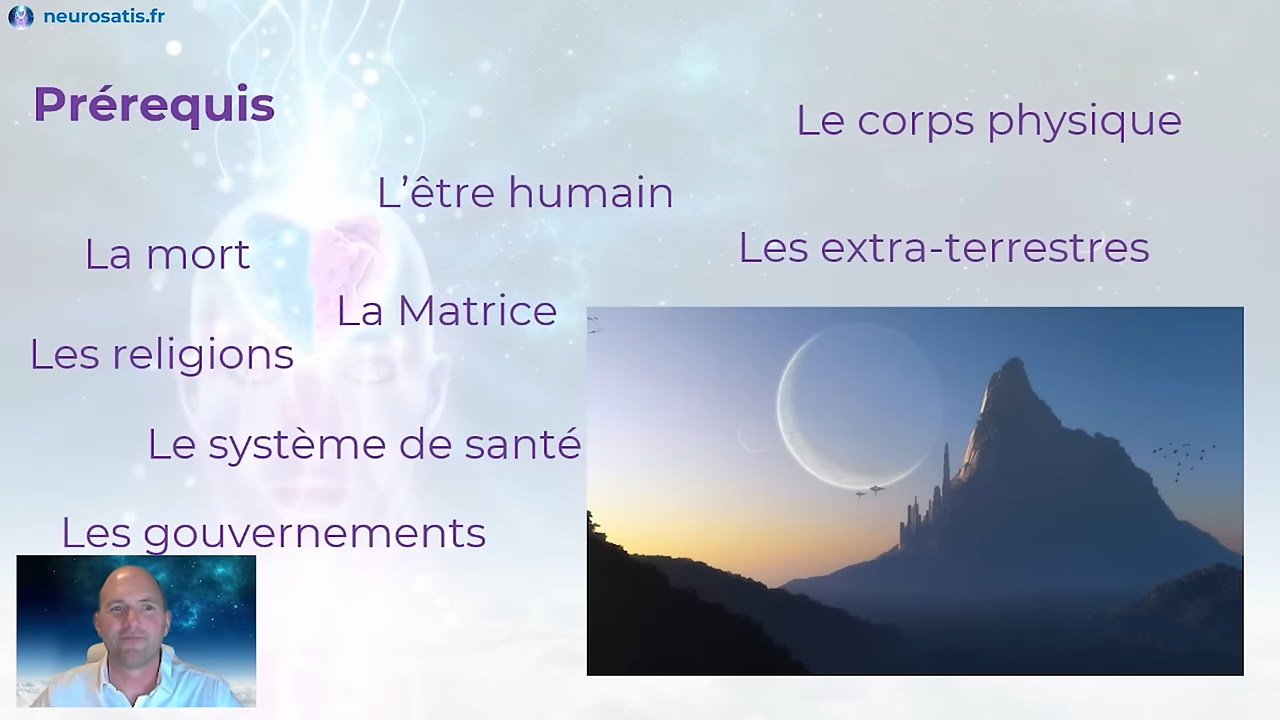 neurosatis.fr
Prérequis
Le corps physique
L’être humain
La mort
Les extra-terrestres
La Matrice
Les religions
Le système de santé
Les gouvernements